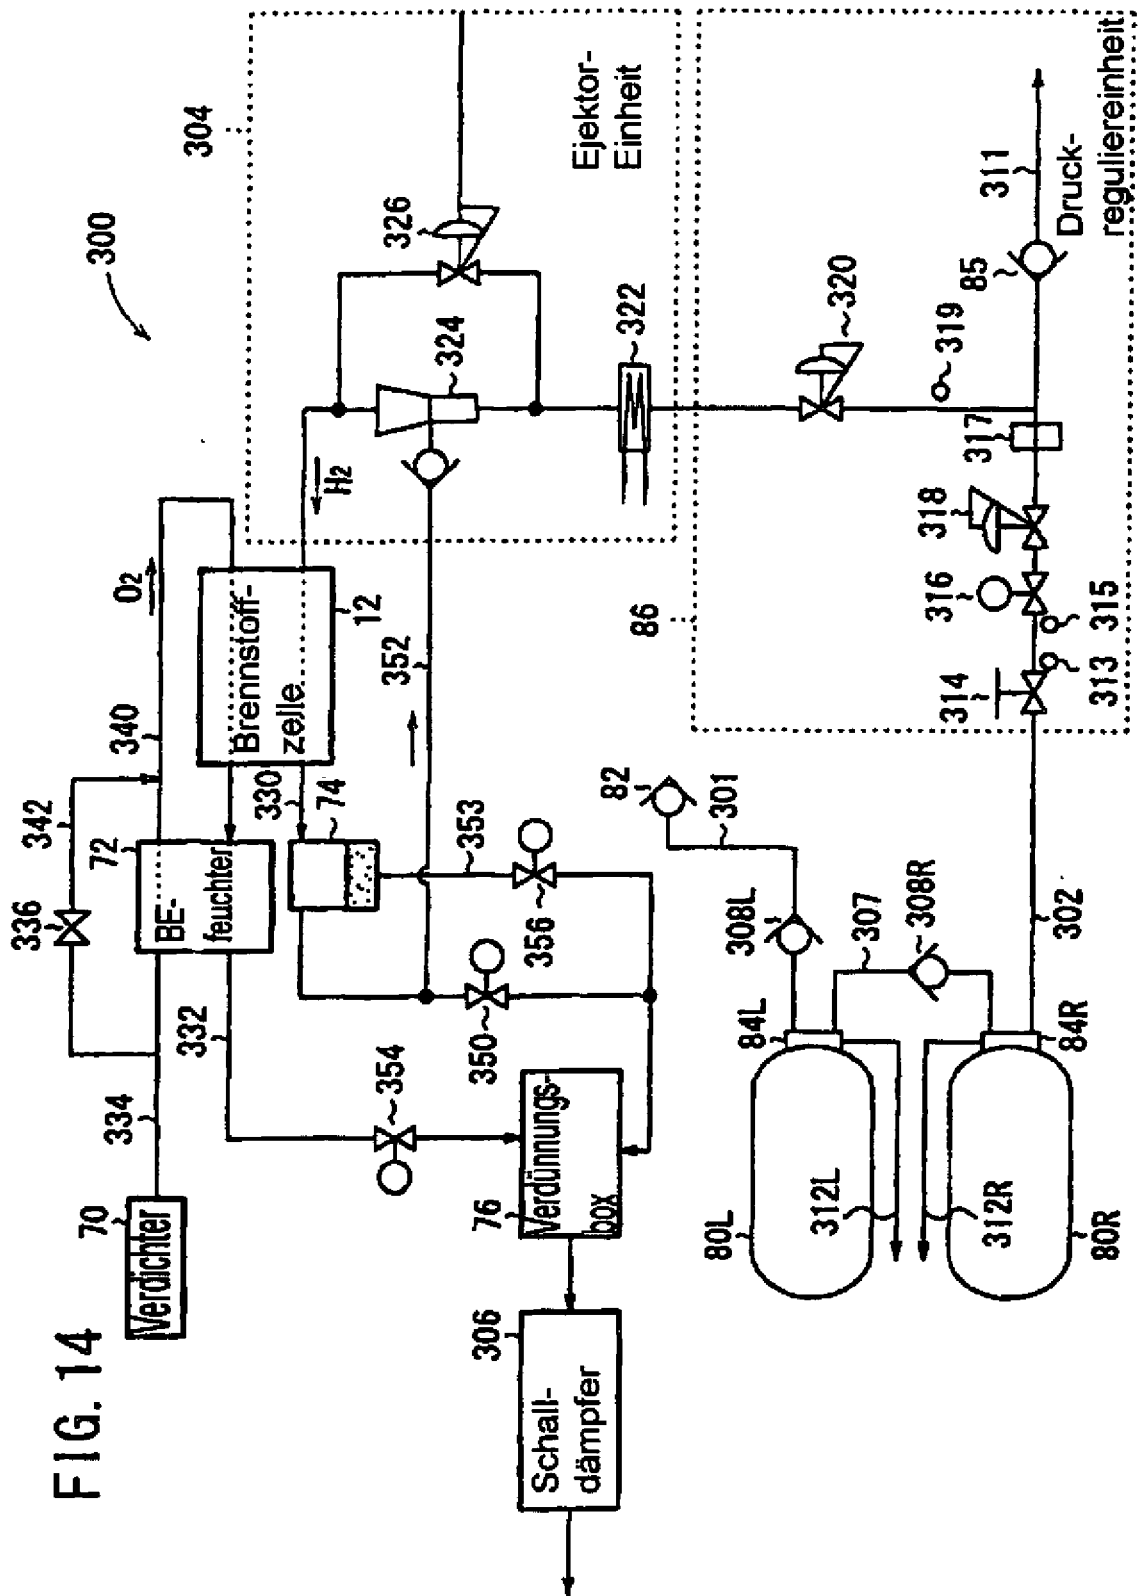 FIG. 14
300
304
Ejektor-
Einheit
326
324
322
H2
O2
340
342
336
72
BE-
feuchter
Brennstoff-
zelle
12
330
74
352
353
356
350
332
334
70
Verdichter
354
76
Verdünnungs-
box
306
Schall-
dämpfer
86
Druck-
reguliereinheit
311
85
320
319
317
318
316
315
314
313
82
301
308L
307
308R
302
84L
84R
312L
312R
80L
80R